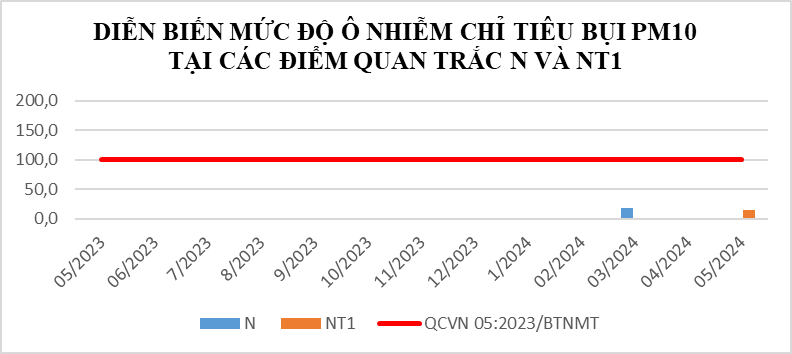 DIỄN BIẾN MỨC ĐỘ Ô NHIỄM CHỈ TIÊU BỤI PM10
TẠI CÁC ĐIỂM QUAN TRẮC N VÀ NT1
200,0
150,0
100,0
50,0
0,0
05/2023 06/2023 7/2023 8/2023 9/2023 10/2023 11/2023 12/2023 1/2024 02/2024 03/2024 04/2024 05/2024
N NT1 QCVN 05:2023/BTNMT